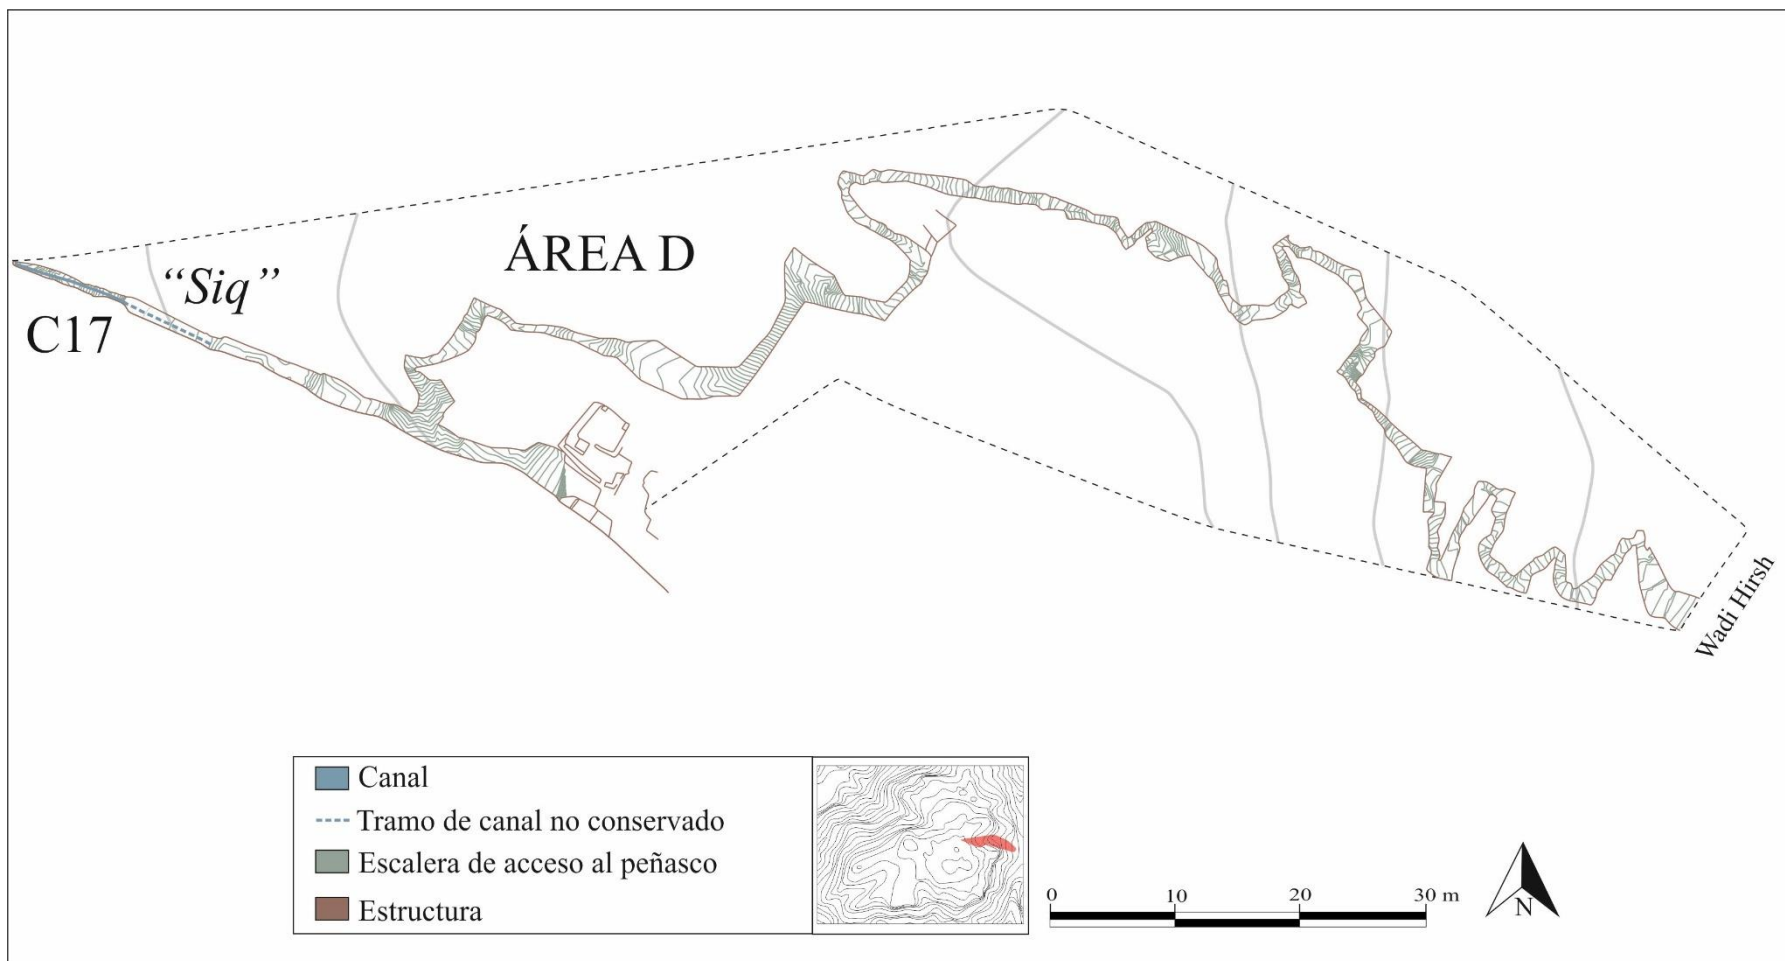 ÁREA D
“Siq”
C17
Wadi Hirsh
Canal
Tramo de canal no conservado
Escalera de acceso al peñasco
Estructura
0 10 20 30 m
N